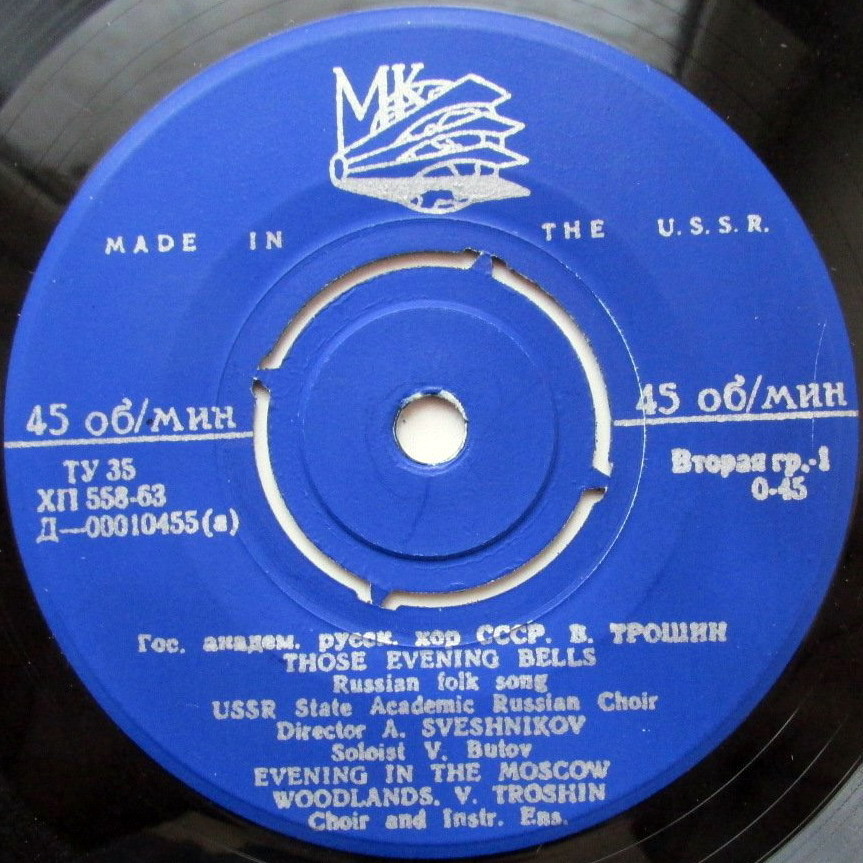 МК
MADE IN THE U.S.S.R.
45 об/мин
45 об/мин
ТУ 35
ХП 558-63
Д—00010455(а)
Вторая гр.-1
0-45
Гос. академ. русск. хор СССР. В. ТРОШИН
THOSE EVENING BELLS
Russian folk song
USSR State Academic Russian Choir
Director A. SVESHNIKOV
Soloist V. Butov
EVENING IN THE MOSCOW
WOODLANDS. V. TROSHIN
Choir and Instr. Ens.